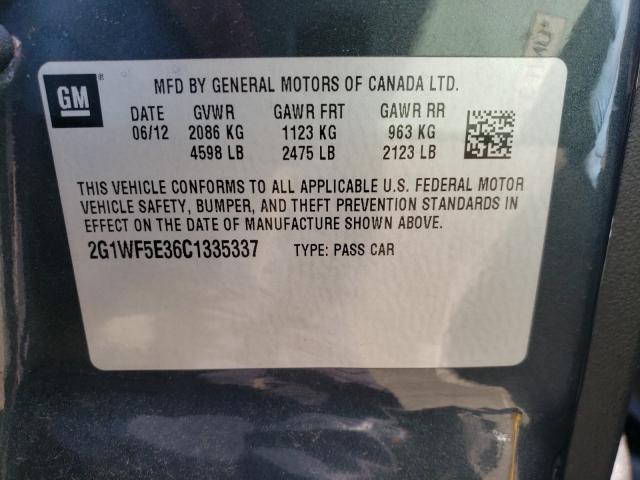 GM
MFD BY GENERAL MOTORS OF CANADA LTD.
DATE GVWR GAWR FRT GAWR RR
06/12 2086 KG 1123 KG 963 KG
4598 LB 2475 LB 2123 LB
THIS VEHICLE CONFORMS TO ALL APPLICABLE U.S. FEDERAL MOTOR
VEHICLE SAFETY, BUMPER, AND THEFT PREVENTION STANDARDS IN
EFFECT ON THE DATE OF MANUFACTURE SHOWN ABOVE.
2G1WF5E36C1335337 TYPE: PASS CAR